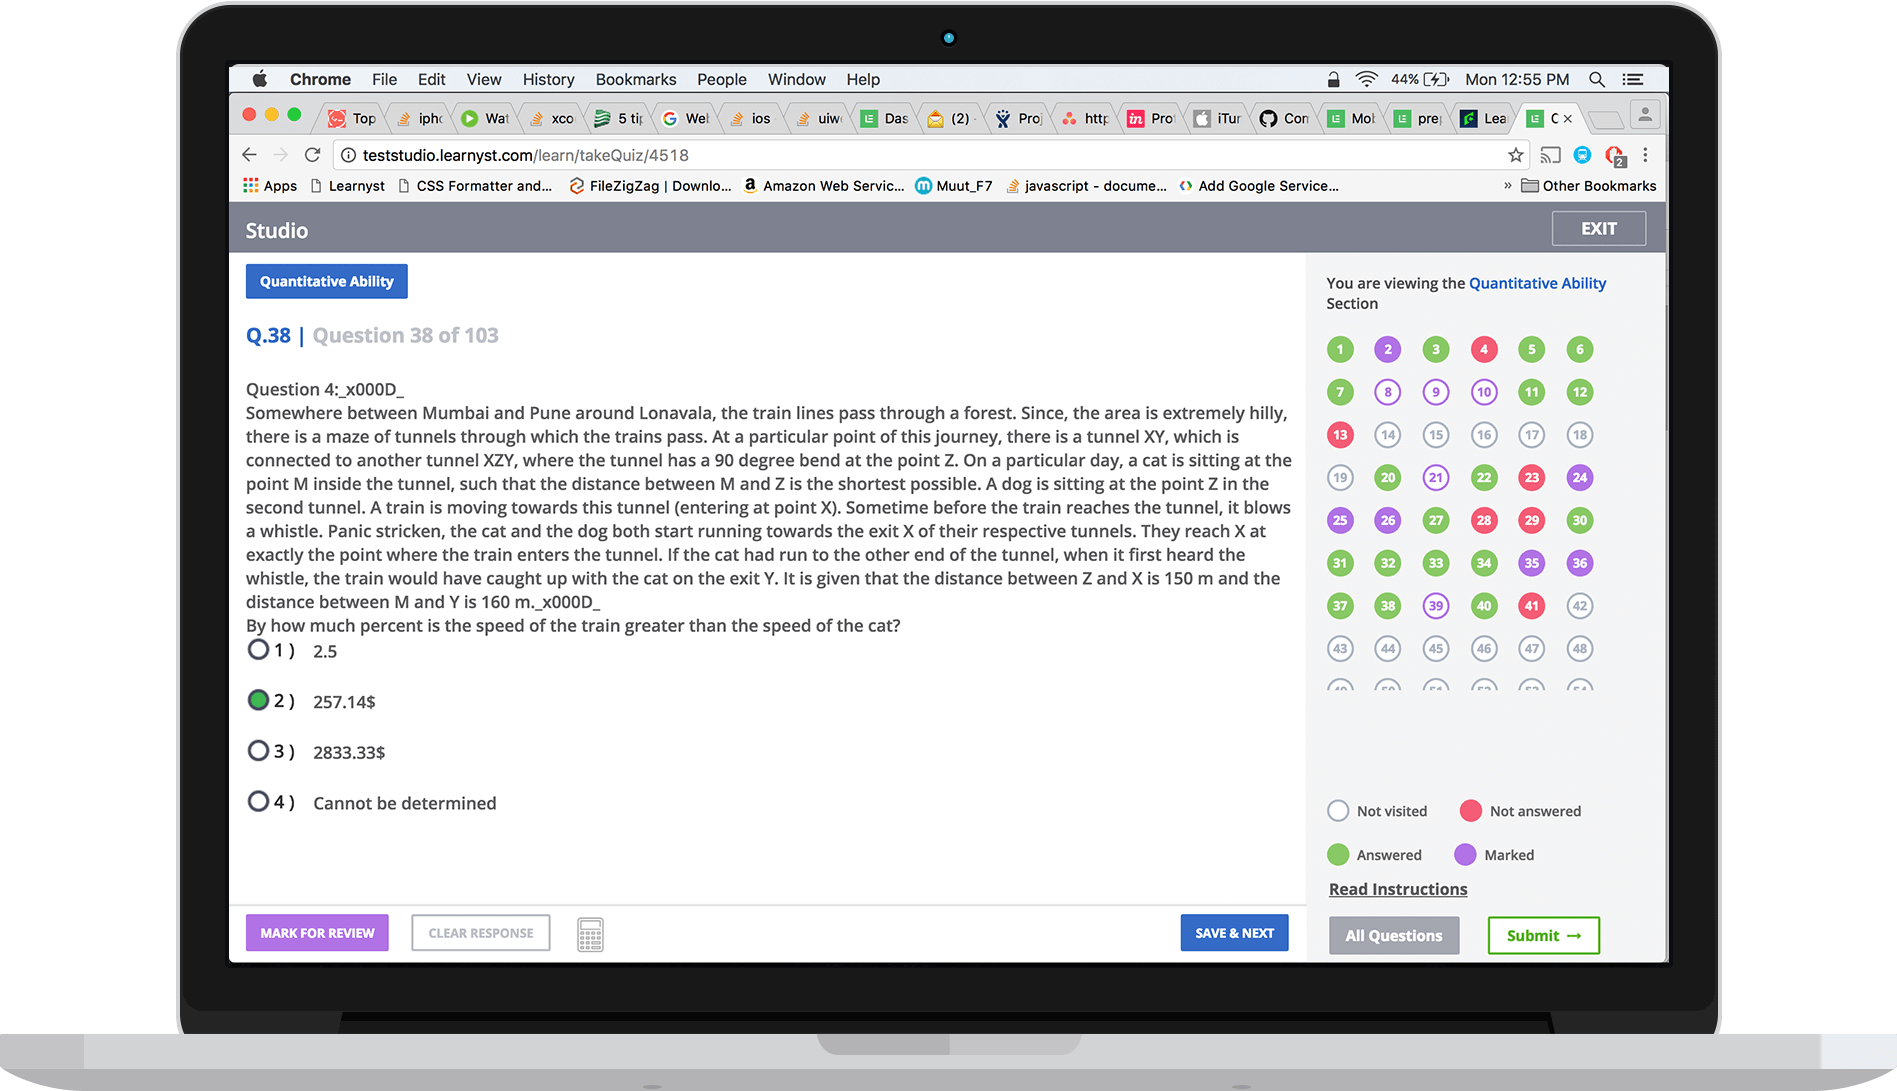 Chrome File Edit View History Bookmarks People Window Help 44% Mon 12:55 PM
Top ipho Wat xco 5 tip Web ios uiw Das (2) Proj http Pro iTur Con Mob prep Lea C
teststudio.learnyst.com/learn/takeQuiz/4518
2
Apps Learnyst CSS Formatter and... FileZigZag | Downlo... Amazon Web Servic... Muut_F7 javascript - docume... Add Google Service... » Other Bookmarks
Studio EXIT
Quantitative Ability
Q.38 | Question 38 of 103
Question 4:_x000D_
Somewhere between Mumbai and Pune around Lonavala, the train lines pass through a forest. Since, the area is extremely hilly,
there is a maze of tunnels through which the trains pass. At a particular point of this journey, there is a tunnel XY, which is
connected to another tunnel XZY, where the tunnel has a 90 degree bend at the point Z. On a particular day, a cat is sitting at the
point M inside the tunnel, such that the distance between M and Z is the shortest possible. A dog is sitting at the point Z in the
second tunnel. A train is moving towards this tunnel (entering at point X). Sometime before the train reaches the tunnel, it blows
a whistle. Panic stricken, the cat and the dog both start running towards the exit X of their respective tunnels. They reach X at
exactly the point where the train enters the tunnel. If the cat had run to the other end of the tunnel, when it first heard the
whistle, the train would have caught up with the cat on the exit Y. It is given that the distance between Z and X is 150 m and the
distance between M and Y is 160 m._x000D_
By how much percent is the speed of the train greater than the speed of the cat?
1 ) 2.5
2 ) 257.14$
3 ) 2833.33$
4 ) Cannot be determined
MARK FOR REVIEW CLEAR RESPONSE SAVE & NEXT
You are viewing the Quantitative Ability
Section
1 2 3 4 5 6
7 8 9 10 11 12
13 14 15 16 17 18
19 20 21 22 23 24
25 26 27 28 29 30
31 32 33 34 35 36
37 38 39 40 41 42
43 44 45 46 47 48
49 50 51 52 53 54
Not visited Not answered
Answered Marked
Read Instructions
All Questions Submit →